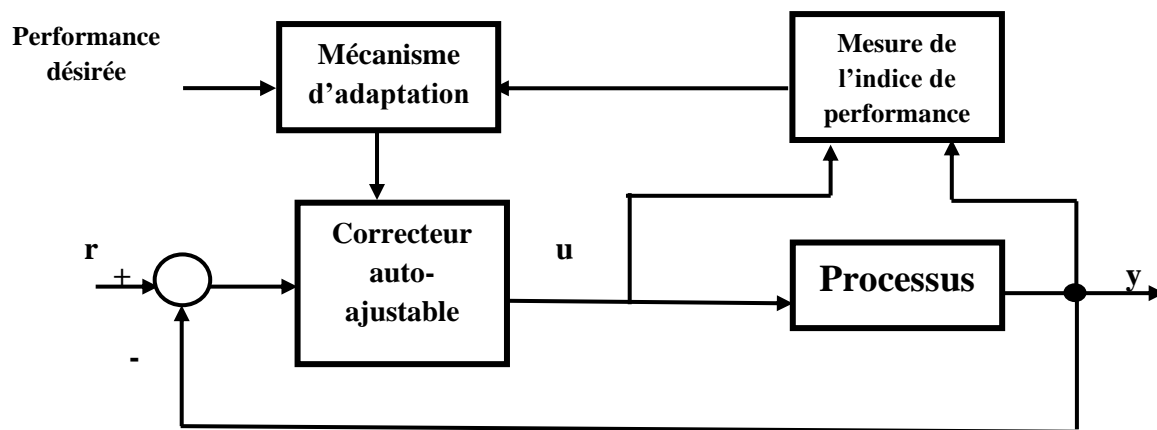 Performance
désirée
Mécanisme
d’adaptation
Mesure de
l’indice de
performance
r
+
-
Correcteur
auto-
ajustable
u
Processus
y